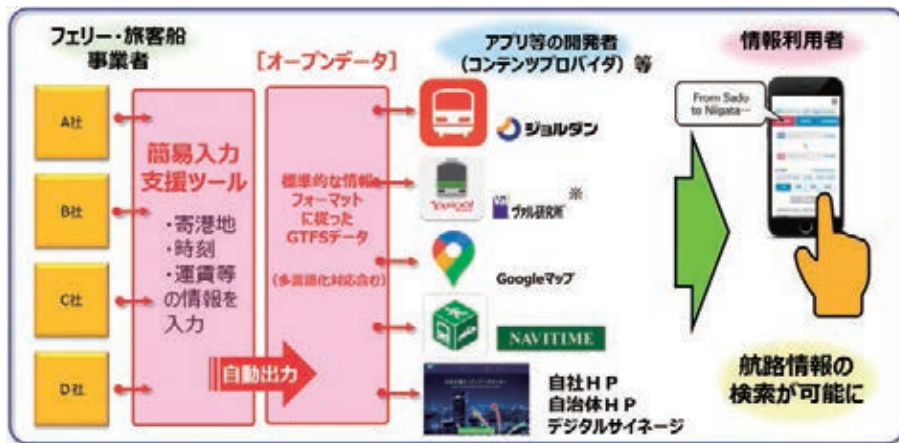 フェリー・旅客船
事業者
A社
B社
C社
D社
簡易入力
支援ツール
・寄港地
・時刻
・運賃等
の情報を
入力
自動出力
［オープンデータ］
標準的な情報
フォーマット
に従った
GTFSデータ
(多言語化対応含む)
アプリ等の開発者
（コンテンツプロバイダ）等
ジョルダン
YAHOO!
ヴァル研究所
※
Googleマップ
NAVITIME
自社HP
自治体HP
デジタルサイネージ
情報利用者
From Sado
to Niigata…
航路情報の
検索が可能に